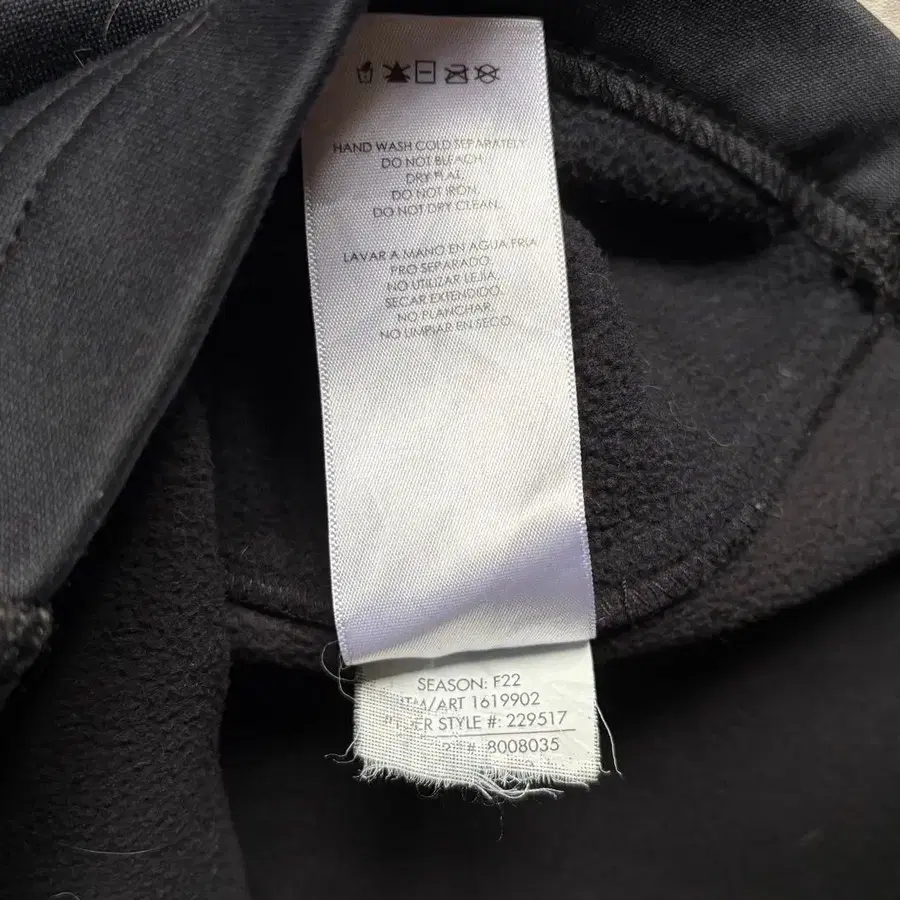 HAND WASH COLD SEPARATELY
DO NOT BLEACH
DRY FLAT.
DO NOT IRON.
DO NOT DRY CLEAN.
LAVAR A MANO EN AGUA FRIA
PRO SEPARADO.
NO UTILIZAR LEJÍA.
SECAR EXTENDIDO.
NO PLANCHAR.
NO LIMPIAR EN SECO.
SEASON: F22
ITM/ART 1619902
STYLE #: 229517
#: 8008035